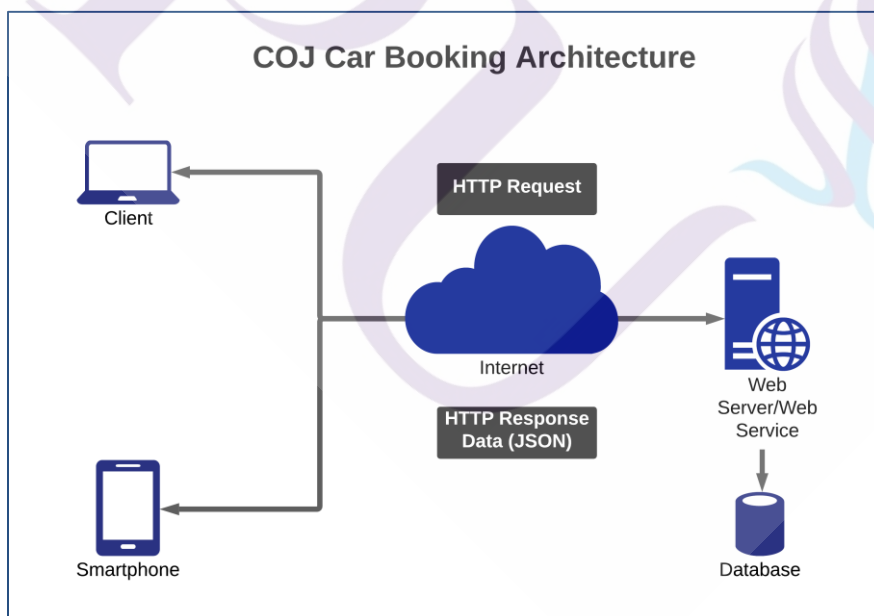 COJ Car Booking Architecture
HTTP Request
Client
Internet
Web
Server/Web
Service
HTTP Response
Data (JSON)
Smartphone
Database